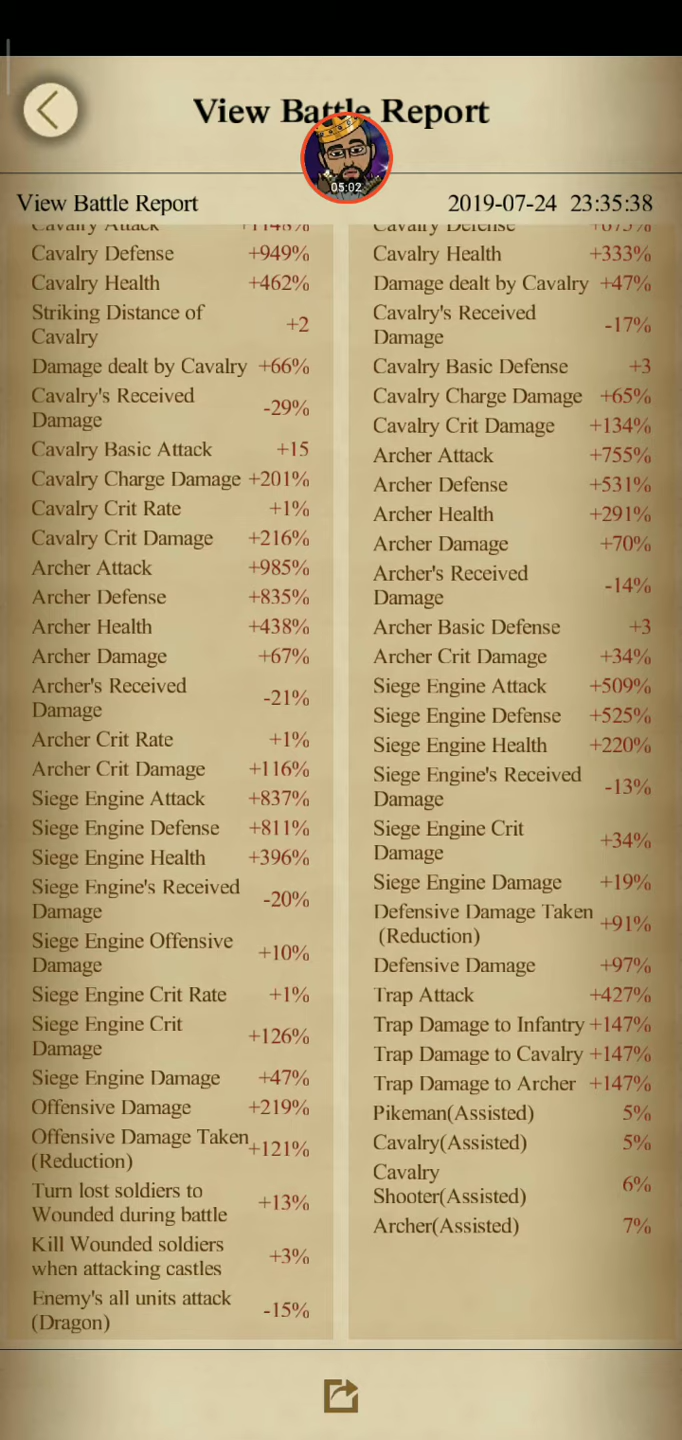 View Battle Report
05:02
View Battle Report 2019-07-24 23:35:38
Cavalry Attack +1148%
Cavalry Defense +949%
Cavalry Health +462%
Striking Distance of
Cavalry +2
Damage dealt by Cavalry +66%
Cavalry's Received
Damage -29%
Cavalry Basic Attack +15
Cavalry Charge Damage +201%
Cavalry Crit Rate +1%
Cavalry Crit Damage +216%
Archer Attack +985%
Archer Defense +835%
Archer Health +438%
Archer Damage +67%
Archer's Received
Damage -21%
Archer Crit Rate +1%
Archer Crit Damage +116%
Siege Engine Attack +837%
Siege Engine Defense +811%
Siege Engine Health +396%
Siege Engine's Received
Damage -20%
Siege Engine Offensive
Damage +10%
Siege Engine Crit Rate +1%
Siege Engine Crit
Damage +126%
Siege Engine Damage +47%
Offensive Damage +219%
Offensive Damage Taken
(Reduction) +121%
Turn lost soldiers to
Wounded during battle +13%
Kill Wounded soldiers
when attacking castles +3%
Enemy's all units attack
(Dragon) -15%
Cavalry Defense +675%
Cavalry Health +333%
Damage dealt by Cavalry +47%
Cavalry's Received
Damage -17%
Cavalry Basic Defense +3
Cavalry Charge Damage +65%
Cavalry Crit Damage +134%
Archer Attack +755%
Archer Defense +531%
Archer Health +291%
Archer Damage +70%
Archer's Received
Damage -14%
Archer Basic Defense +3
Archer Crit Damage +34%
Siege Engine Attack +509%
Siege Engine Defense +525%
Siege Engine Health +220%
Siege Engine's Received
Damage -13%
Siege Engine Crit
Damage +34%
Siege Engine Damage +19%
Defensive Damage Taken
(Reduction) +91%
Defensive Damage +97%
Trap Attack +427%
Trap Damage to Infantry +147%
Trap Damage to Cavalry +147%
Trap Damage to Archer +147%
Pikeman(Assisted) 5%
Cavalry(Assisted) 5%
Cavalry
Shooter(Assisted) 6%
Archer(Assisted) 7%